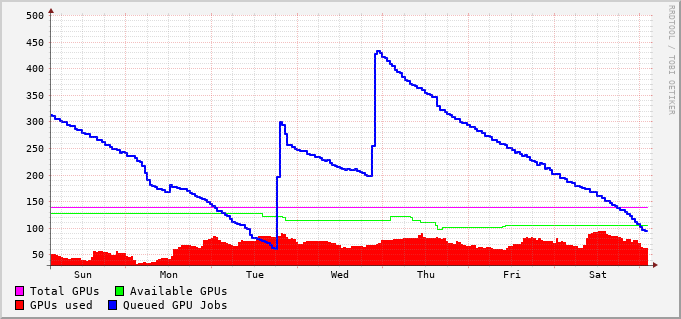 500
450
400
350
300
250
200
150
100
50
Sun Mon Tue Wed Thu Fri Sat
RRDTOOL / TOBI OETIKER
Total GPUs Available GPUs
GPUs used Queued GPU Jobs